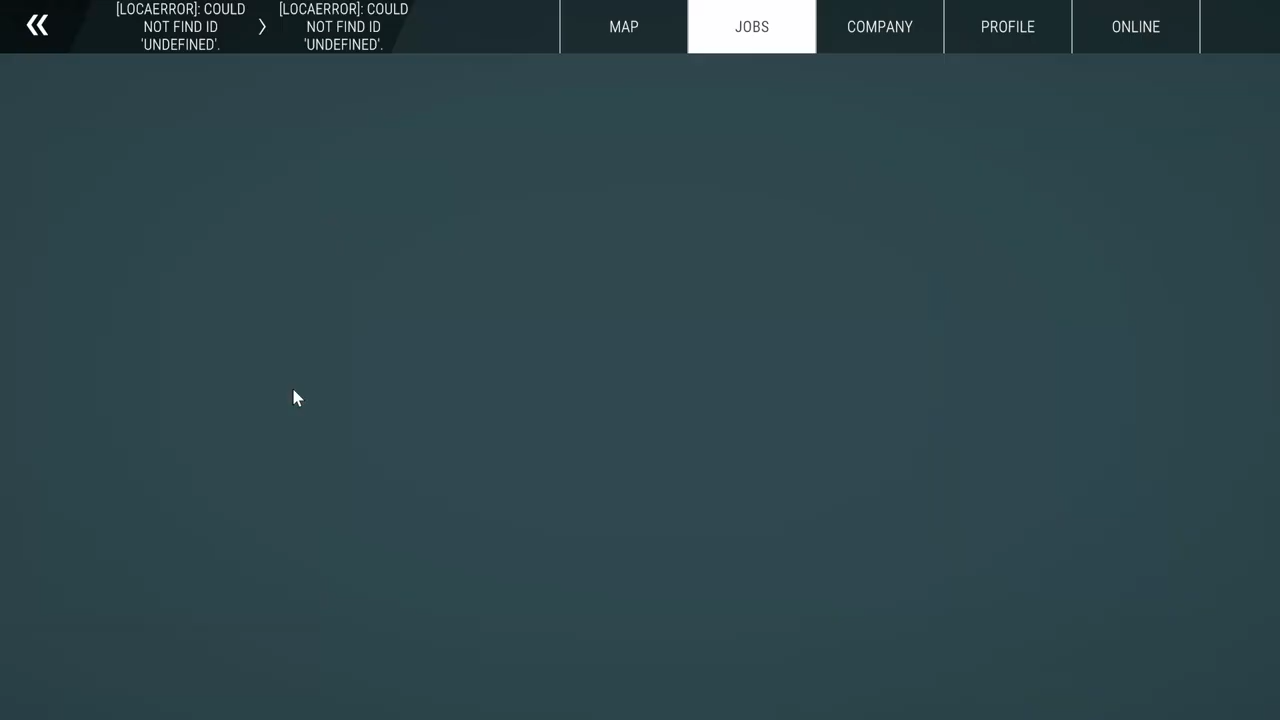 [LOCAERROR]: COULD
NOT FIND ID
'UNDEFINED'.
[LOCAERROR]: COULD
NOT FIND ID
'UNDEFINED'.
MAP
JOBS
COMPANY
PROFILE
ONLINE